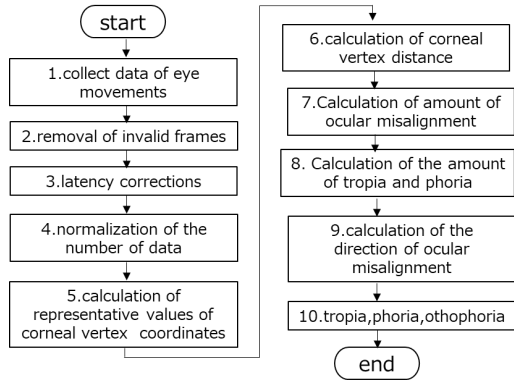 start
1.collect data of eye
movements
2.removal of invalid frames
3.latency corrections
4.normalization of the
number of data
5.calculation of
representative values of
corneal vertex coordinates
6.calculation of corneal
vertex distance
7.Calculation of amount of
ocular misalignment
8. Calculation of the amount
of tropia and phoria
9.calculation of the
direction of ocular
misalignment
10.tropia,phoria,othophoria
end